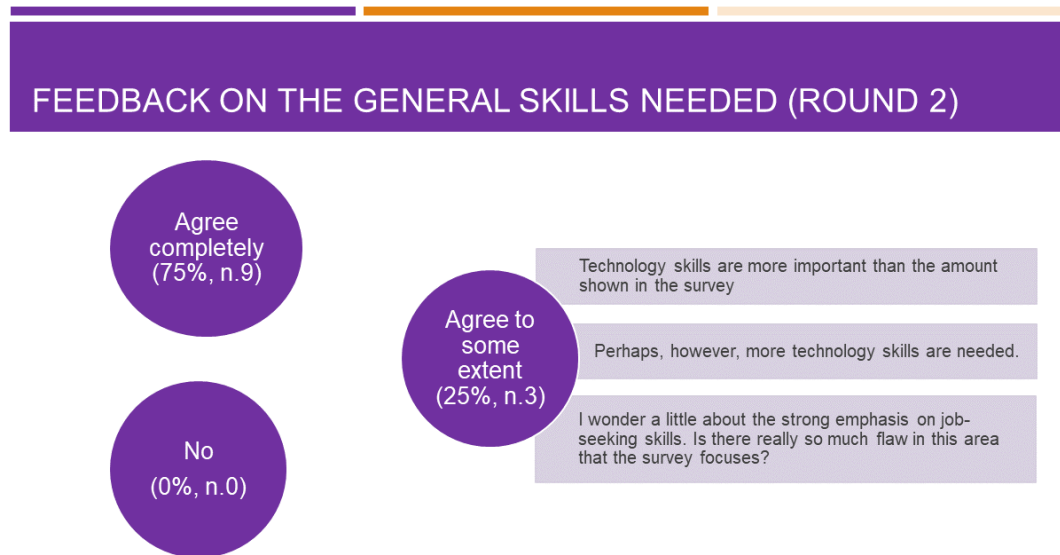 FEEDBACK ON THE GENERAL SKILLS NEEDED (ROUND 2)
Agree
completely
(75%, n.9)
No
(0%, n.0)
Agree to
some
extent
(25%, n.3)
Technology skills are more important than the amount
shown in the survey
Perhaps, however, more technology skills are needed.
I wonder a little about the strong emphasis on job-
seeking skills. Is there really so much flaw in this area
that the survey focuses?